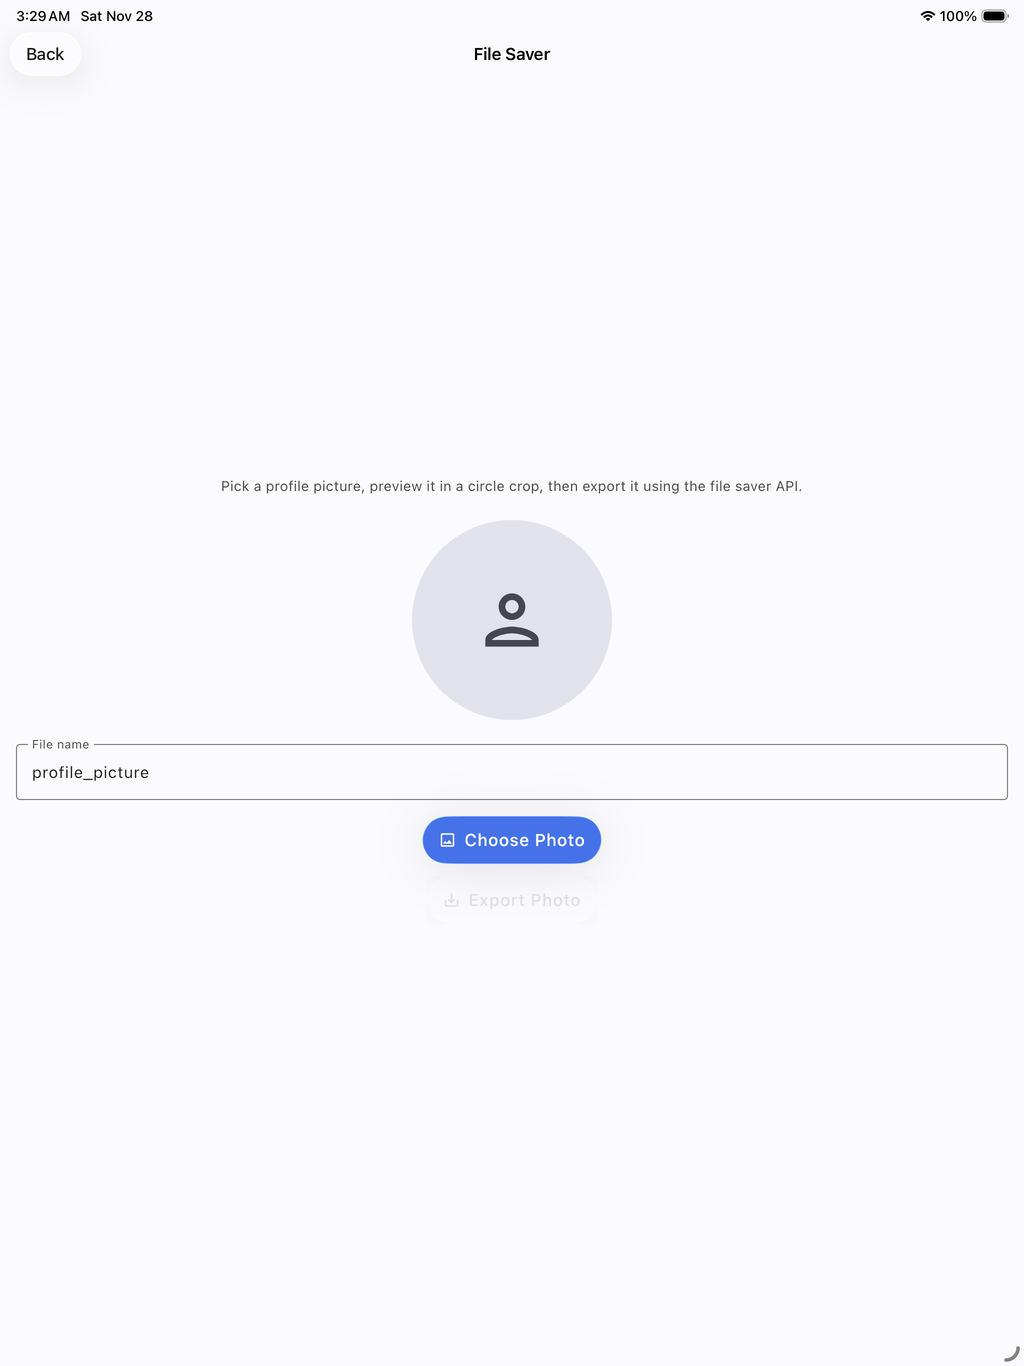 3:29 AM Sat Nov 28
100%
Back
File Saver
Pick a profile picture, preview it in a circle crop, then export it using the file saver API.
File name
profile_picture
Choose Photo
Export Photo